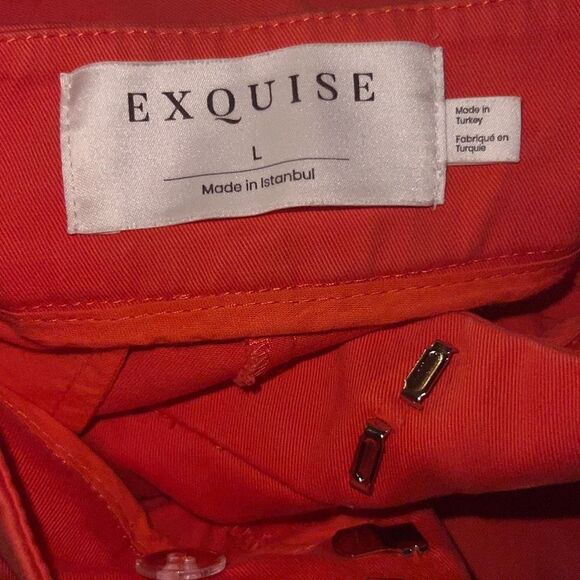 EXQUISE
L
Made in Istanbul
Made in
Turkey
Fabriqué en
Turquie